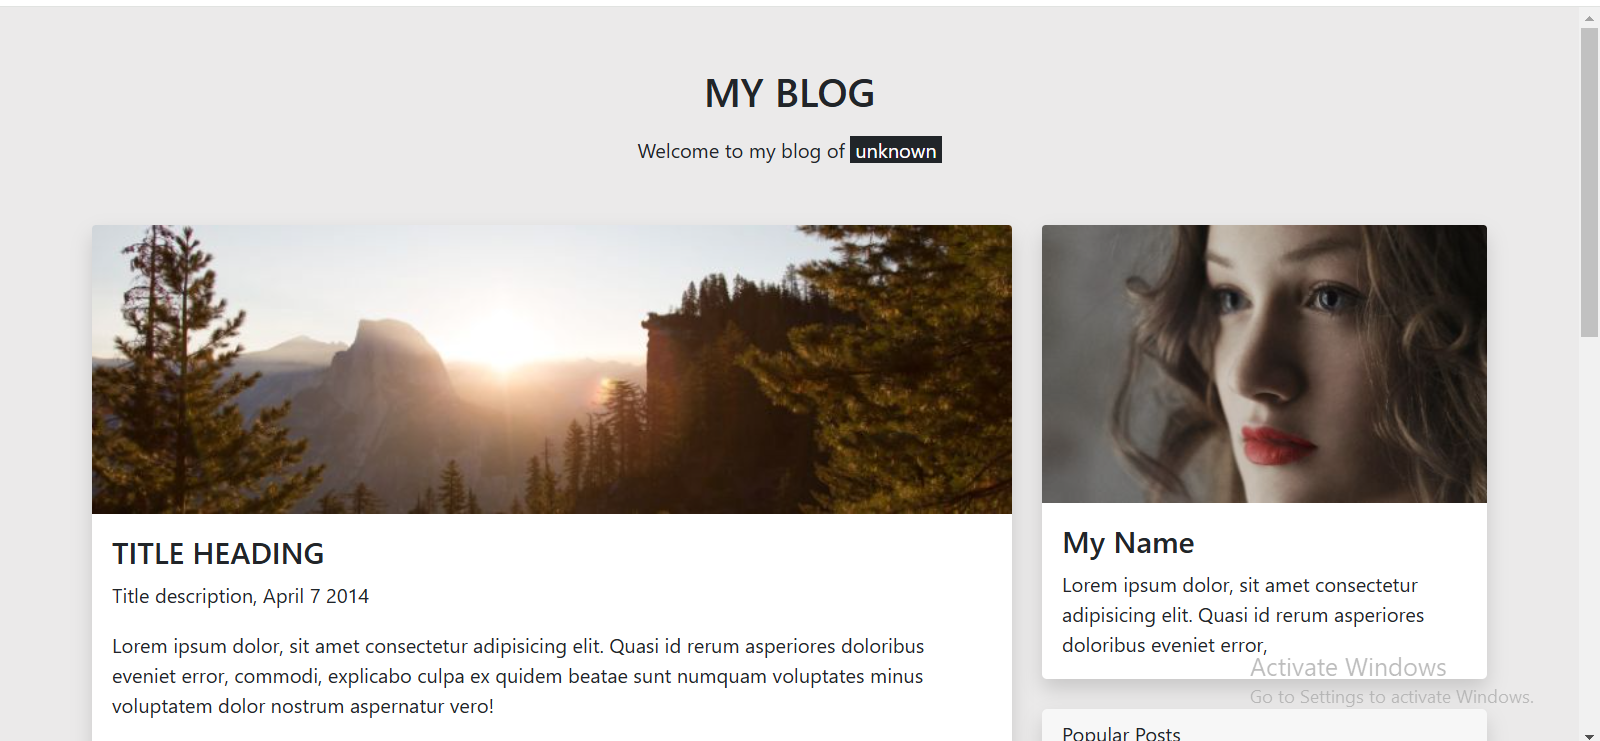 MY BLOG
Welcome to my blog of unknown
TITLE HEADING
Title description, April 7 2014
Lorem ipsum dolor, sit amet consectetur adipisicing elit. Quasi id rerum asperiores doloribus
eveniet error, commodi, explicabo culpa ex quidem beatae sunt numquam voluptates minus
voluptatem dolor nostrum aspernatur vero!
My Name
Lorem ipsum dolor, sit amet consectetur
adipisicing elit. Quasi id rerum asperiores
doloribus eveniet error,
Activate Windows
Go to Settings to activate Windows.
Popular Posts